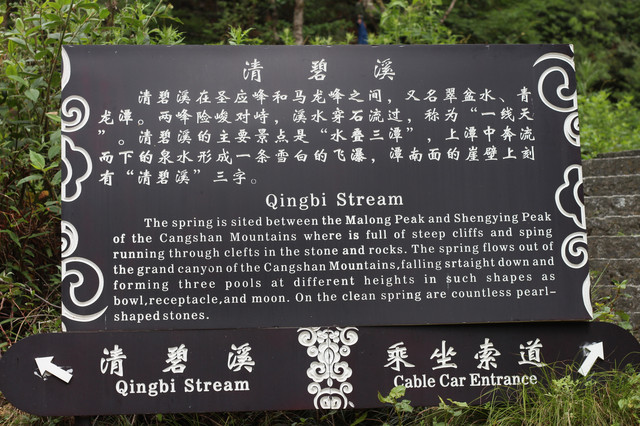 清碧溪
清碧溪在圣应峰和马龙峰之间，又名翠盆水、青
龙潭。两峰险峻对峙，溪水穿石流过，称为“一线天
”。清碧溪的主要景点是“水叠三潭”，上潭中奔流
而下的泉水形成一条雪白的飞瀑，潭南面的崖壁上刻
有“清碧溪”三字。
Qingbi Stream
The spring is sited between the Malong Peak and Shengying Peak
of the Cangshan Mountains where is full of steep cliffs and sping
running through clefts in the stone and rocks. The spring flows out of
the grand canyon of the Cangshan Mountains,falling srtaight down and
forming three pools at different heights in such shapes as
bowl,receptacle,and moon. On the clean spring are countless pearl-
shaped stones.
清碧溪
Qingbi Stream
乘坐索道
Cable Car Entrance